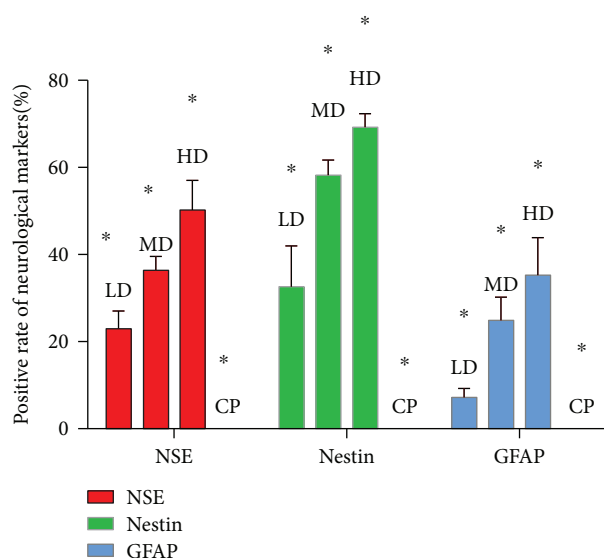 Positive rate of neurological markers(%)
80
60
40
20
0
*
LD
*
MD
*
HD
*
CP
*
LD
*
MD
*
HD
*
CP
*
LD
*
MD
*
HD
*
CP
NSE
Nestin
GFAP
NSE
Nestin
GFAP